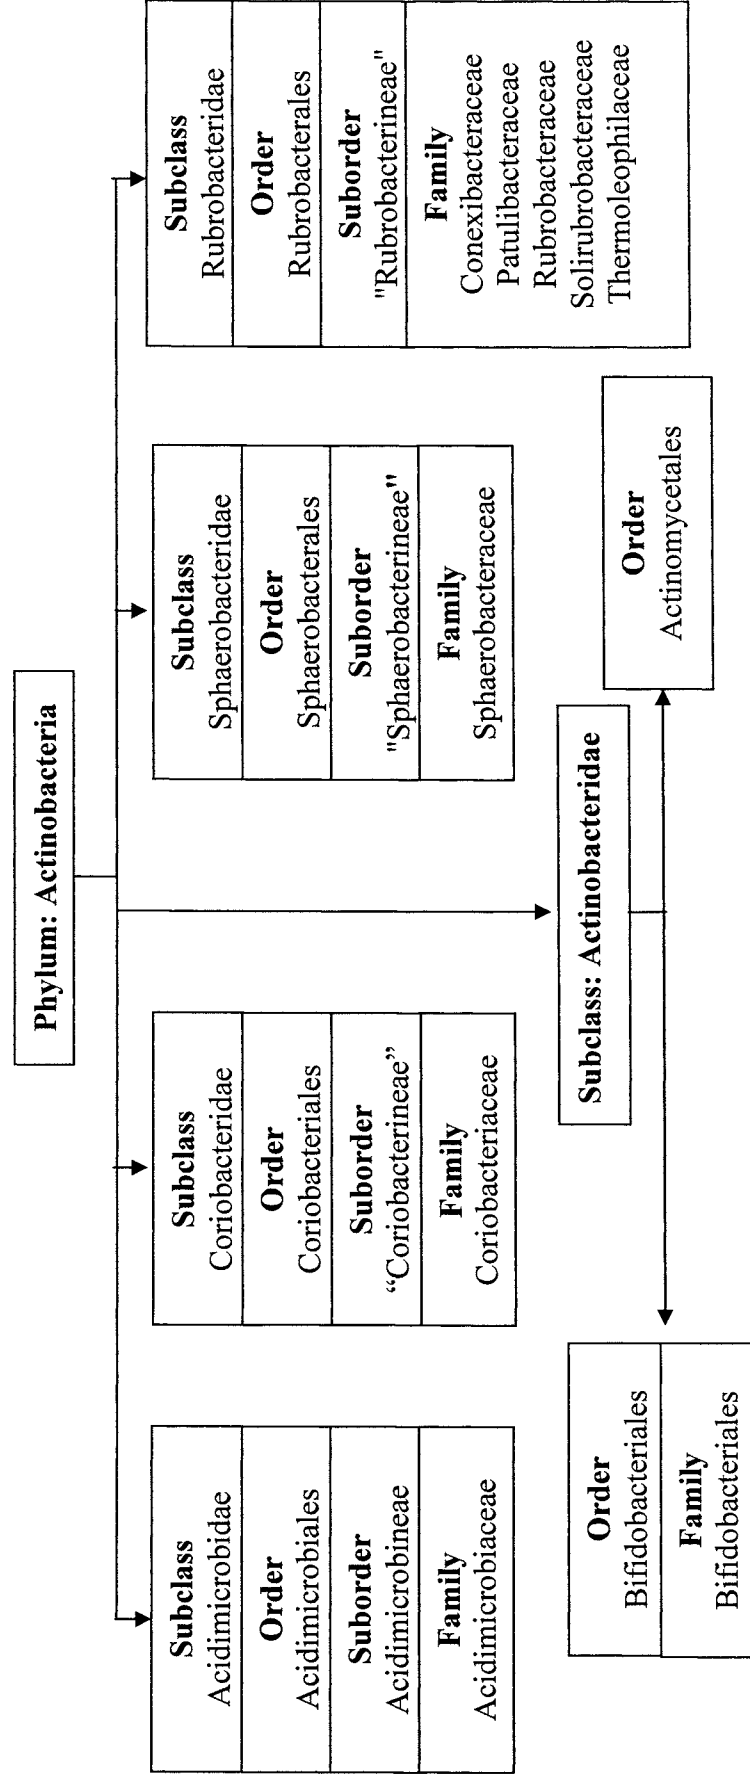 Phylum: Actinobacteria
Subclass
Acidimicrobidae
Order
Acidimicrobiales
Suborder
Acidimicrobineae
Family
Acidimicrobiaceae
Subclass
Coriobacteridae
Order
Coriobacteriales
Suborder
“Coriobacterineae”
Family
Coriobacteriaceae
Subclass
Sphaerobacteridae
Order
Sphaerobacterales
Suborder
"Sphaerobacterineae"
Family
Sphaerobacteraceae
Subclass
Rubrobacteridae
Order
Rubrobacterales
Suborder
"Rubrobacterineae"
Family
Conexibacteraceae
Patulibacteraceae
Rubrobacteraceae
Solirubrobacteraceae
Thermoleophilaceae
Subclass: Actinobacteridae
Order
Bifidobacteriales
Family
Bifidobacteriales
Order
Actinomycetales